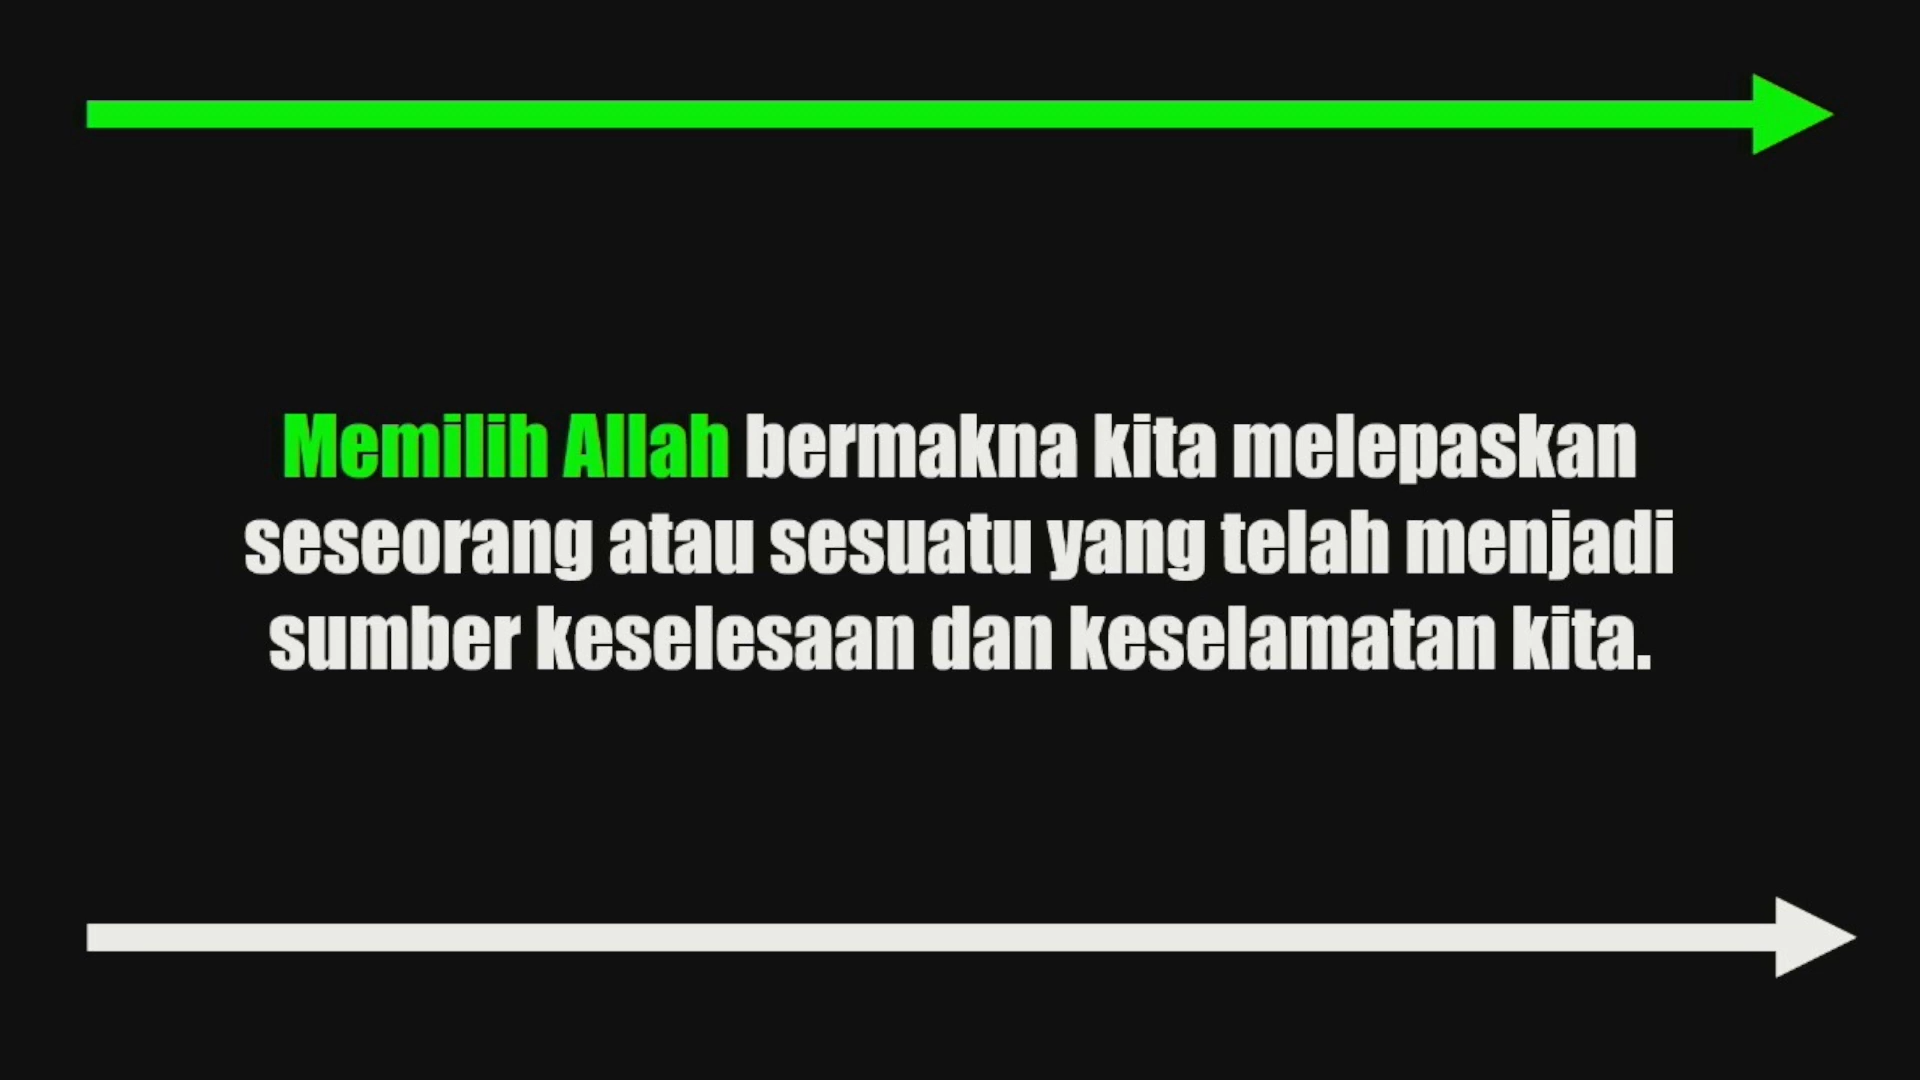 Memilih Allah bermakna kita melepaskan
seseorang atau sesuatu yang telah menjadi
sumber keselesaan dan keselamatan kita.